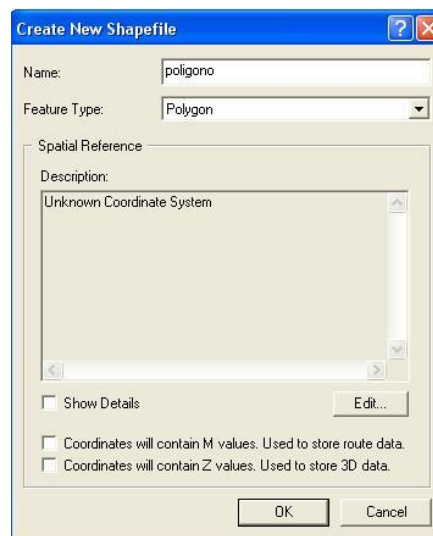 Create New Shapefile
Name: poligono
Feature Type: Polygon
Spatial Reference
Description:
Unknown Coordinate System
Show Details Edit...
Coordinates will contain M values. Used to store route data.
Coordinates will contain Z values. Used to store 3D data.
OK Cancel